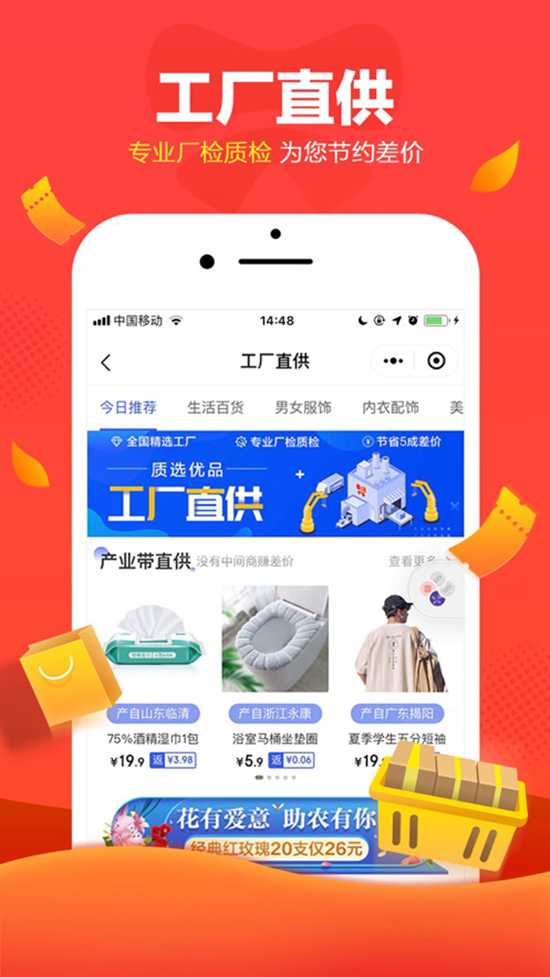 工厂直供
专业厂检质检 为您节约差价
中国移动 14:48
工厂直供
今日推荐 生活百货 男女服饰 内衣配饰 美
全国精选工厂 专业厂检质检 节省5成差价
质选优品
工厂直供
产业带直供 没有中间商赚差价 查看更多
产自山东临清 产自浙江永康 产自广东揭阳
75%酒精湿巾1包 浴室马桶坐垫圈 夏季学生五分短袖
¥19.9 返 ¥3.98 ¥5.9 返 ¥0.06 ¥19.8
花有爱意 助农有你
经典红玫瑰20支仅26元